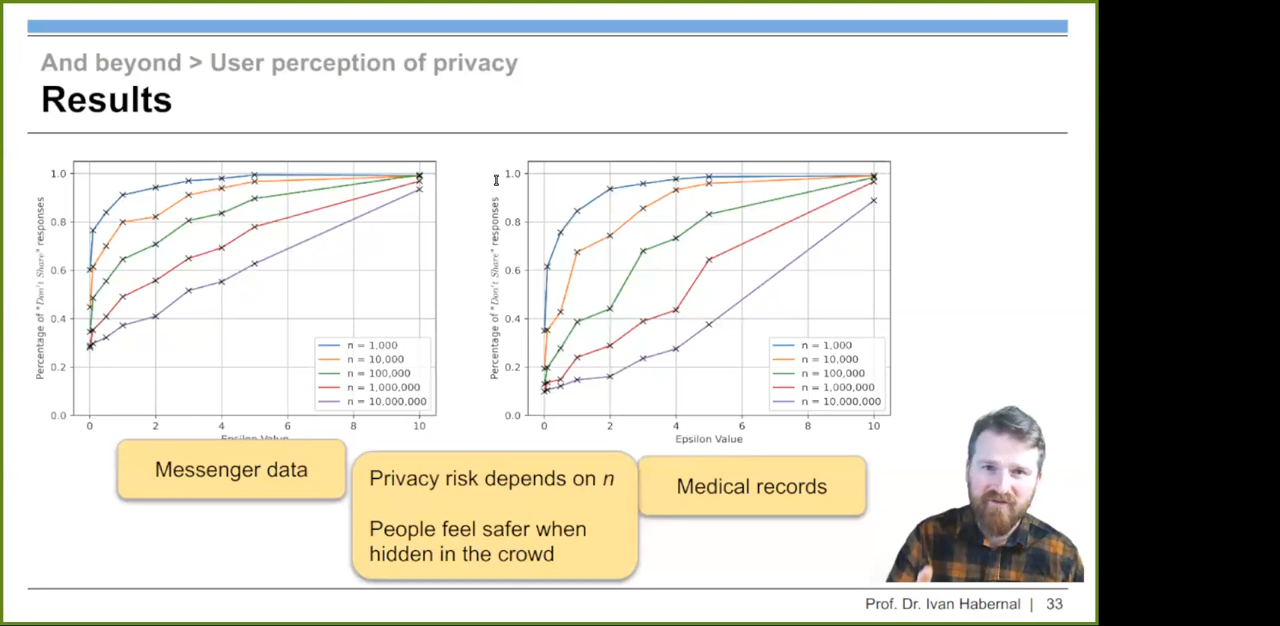 And beyond > User perception of privacy
Results
Percentage of "Don't Share" responses
1.0
0.8
0.6
0.4
0.2
0.0
0 2 4 6 8 10
Epsilon Value
n = 1,000
n = 10,000
n = 100,000
n = 1,000,000
n = 10,000,000
Percentage of "Don't Share" responses
1.0
0.8
0.6
0.4
0.2
0.0
0 2 4 6 8 10
Epsilon Value
n = 1,000
n = 10,000
n = 100,000
n = 1,000,000
n = 10,000,000
Messenger data
Privacy risk depends on n
People feel safer when
hidden in the crowd
Medical records
Prof. Dr. Ivan Habernal | 33